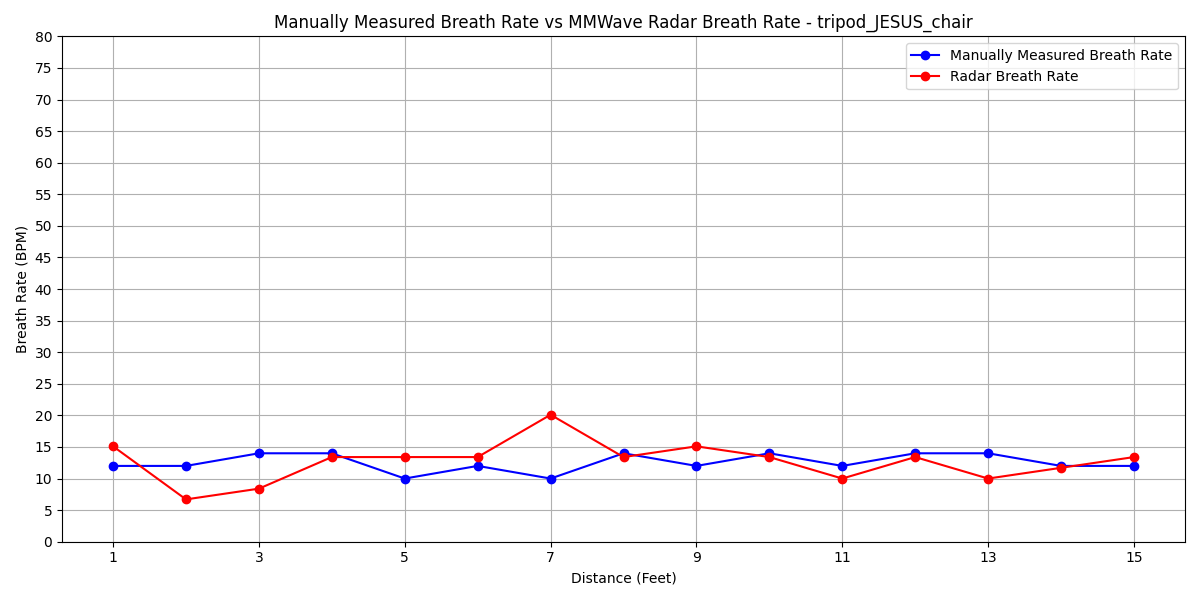 Manually Measured Breath Rate vs MMWave Radar Breath Rate - tripod_JESUS_chair
Manually Measured Breath Rate
Radar Breath Rate
80
75
70
65
60
55
50
45
40
35
30
25
20
15
10
5
0
Breath Rate (BPM)
1 3 5 7 9 11 13 15
Distance (Feet)